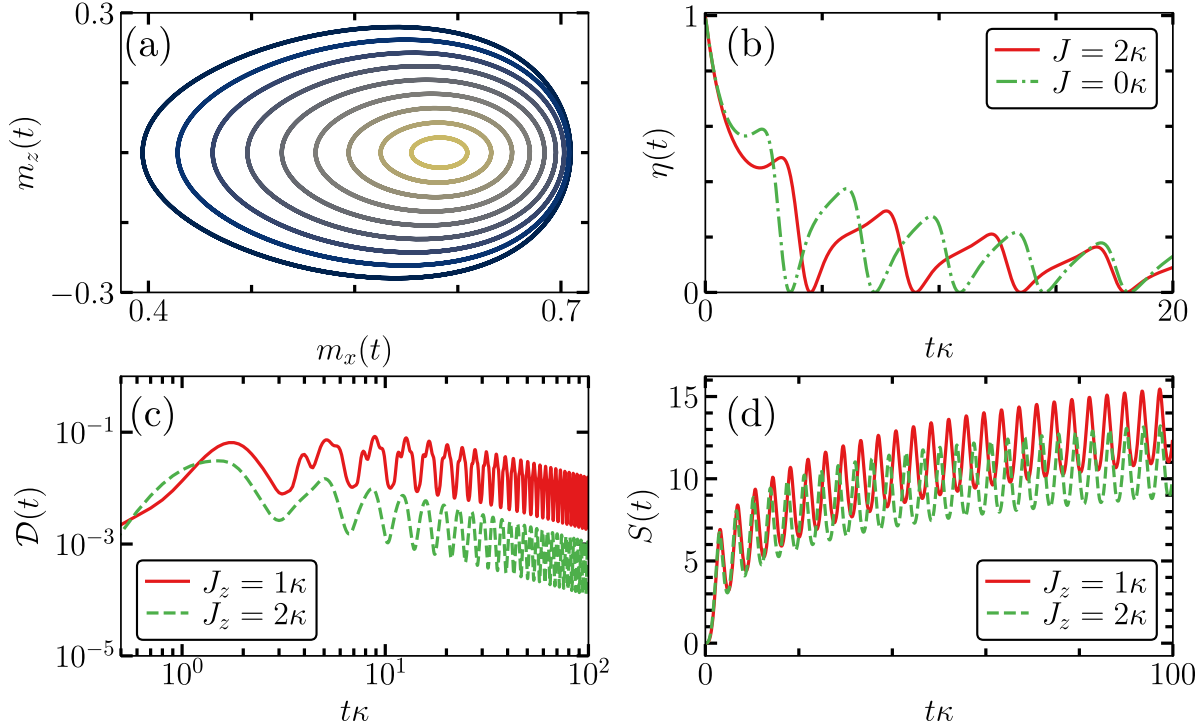 (a)
0.3
−0.3
m_z(t)
0.4
0.7
m_x(t)
(b)
1
0
η(t)
J = 2κ
J = 0κ
0
20
tκ
(c)
10^{−1}
10^{−3}
10^{−5}
𝒟(t)
J_z = 1κ
J_z = 2κ
10^0
10^1
10^2
tκ
(d)
15
10
5
0
S(t)
J_z = 1κ
J_z = 2κ
0
100
tκ